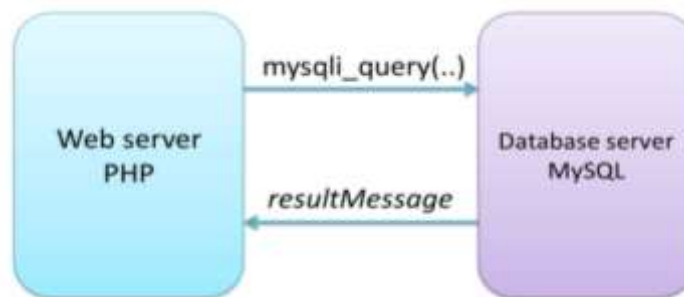 mysqli_query(..)
Web server
PHP
Database server
MySQL
resultMessage